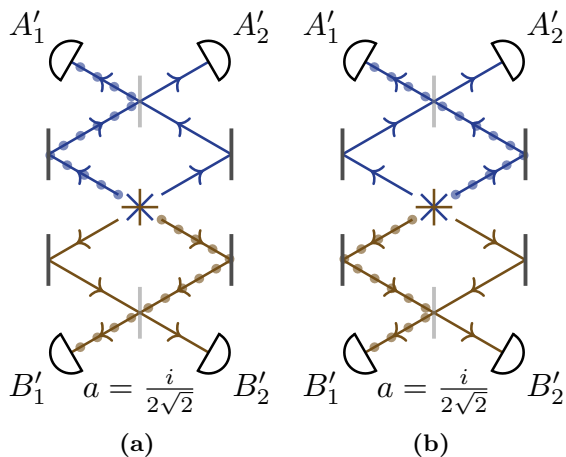 A′₁ A′₂ A′₁ A′₂
B′₁ a = i/(2√2) B′₂ B′₁ a = i/(2√2) B′₂
(a) (b)